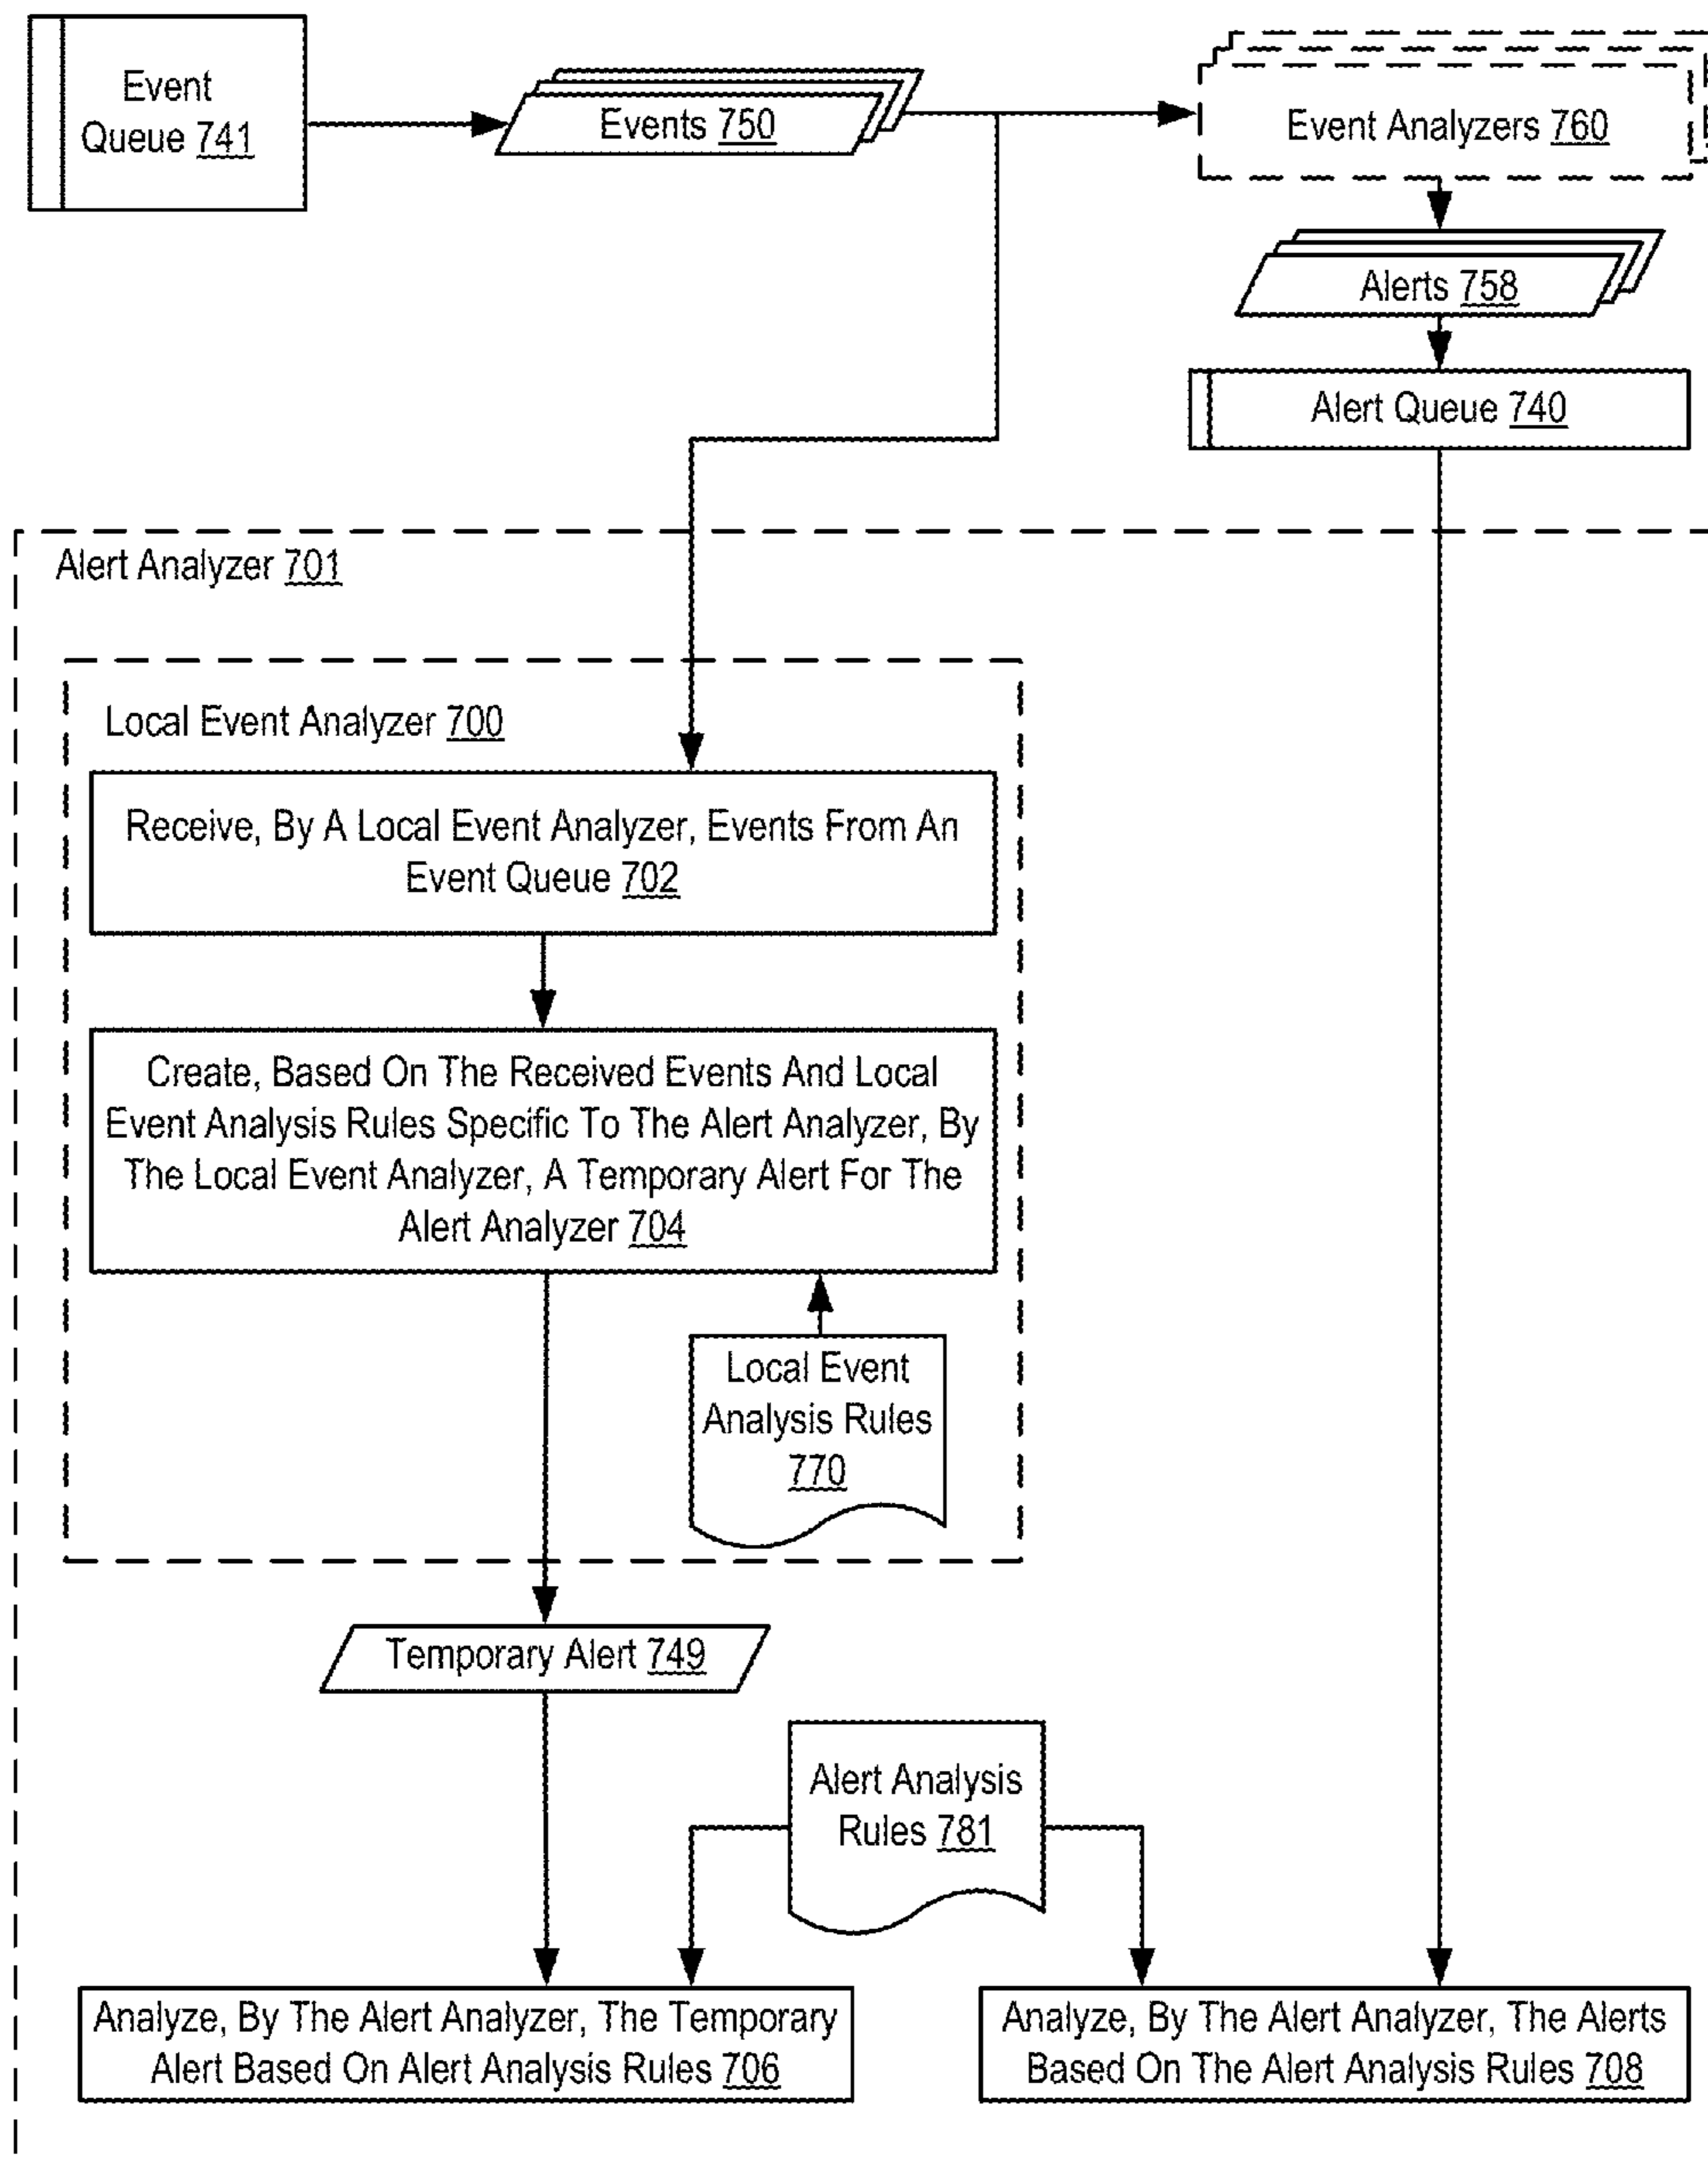 Event
Queue 741
Events 750
Event Analyzers 760
Alerts 758
Alert Queue 740
Alert Analyzer 701
Local Event Analyzer 700
Receive, By A Local Event Analyzer, Events From An
Event Queue 702
Create, Based On The Received Events And Local
Event Analysis Rules Specific To The Alert Analyzer, By
The Local Event Analyzer, A Temporary Alert For The
Alert Analyzer 704
Local Event
Analysis Rules
770
Temporary Alert 749
Alert Analysis
Rules 781
Analyze, By The Alert Analyzer, The Temporary
Alert Based On Alert Analysis Rules 706
Analyze, By The Alert Analyzer, The Alerts
Based On The Alert Analysis Rules 708